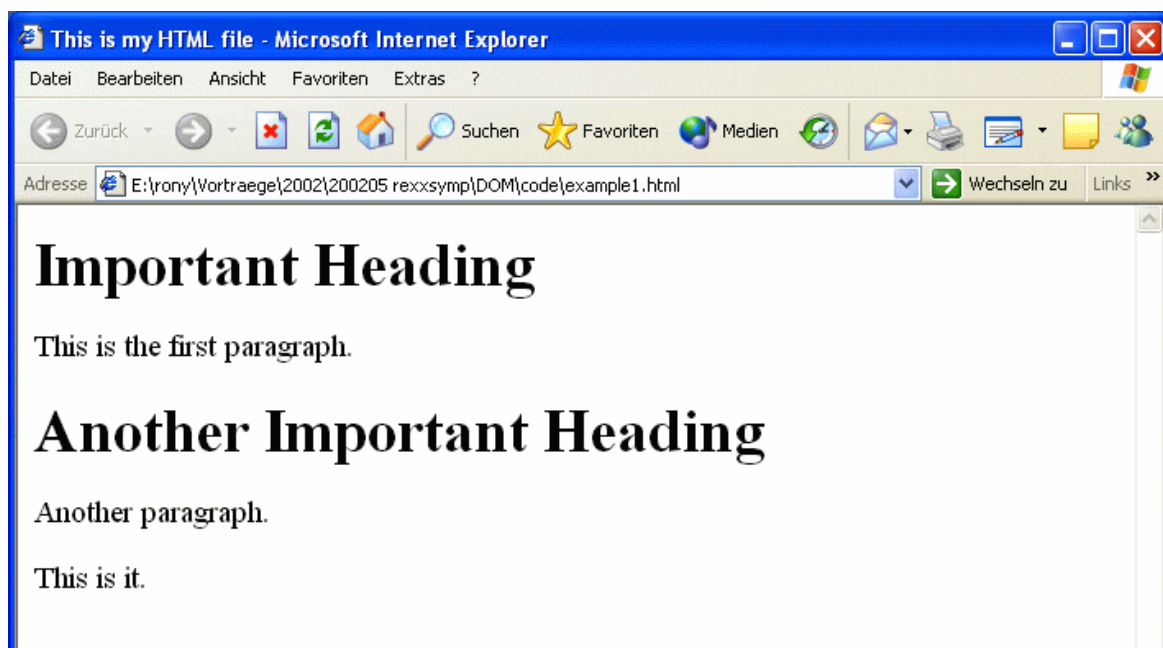 This is my HTML file - Microsoft Internet Explorer
Datei Bearbeiten Ansicht Favoriten Extras ?
Zurück Suchen Favoriten Medien
Adresse E:\rony\Vortraege\2002\200205 rexxsymp\DOM\code\example1.html Wechseln zu Links »
Important Heading
This is the first paragraph.
Another Important Heading
Another paragraph.
This is it.